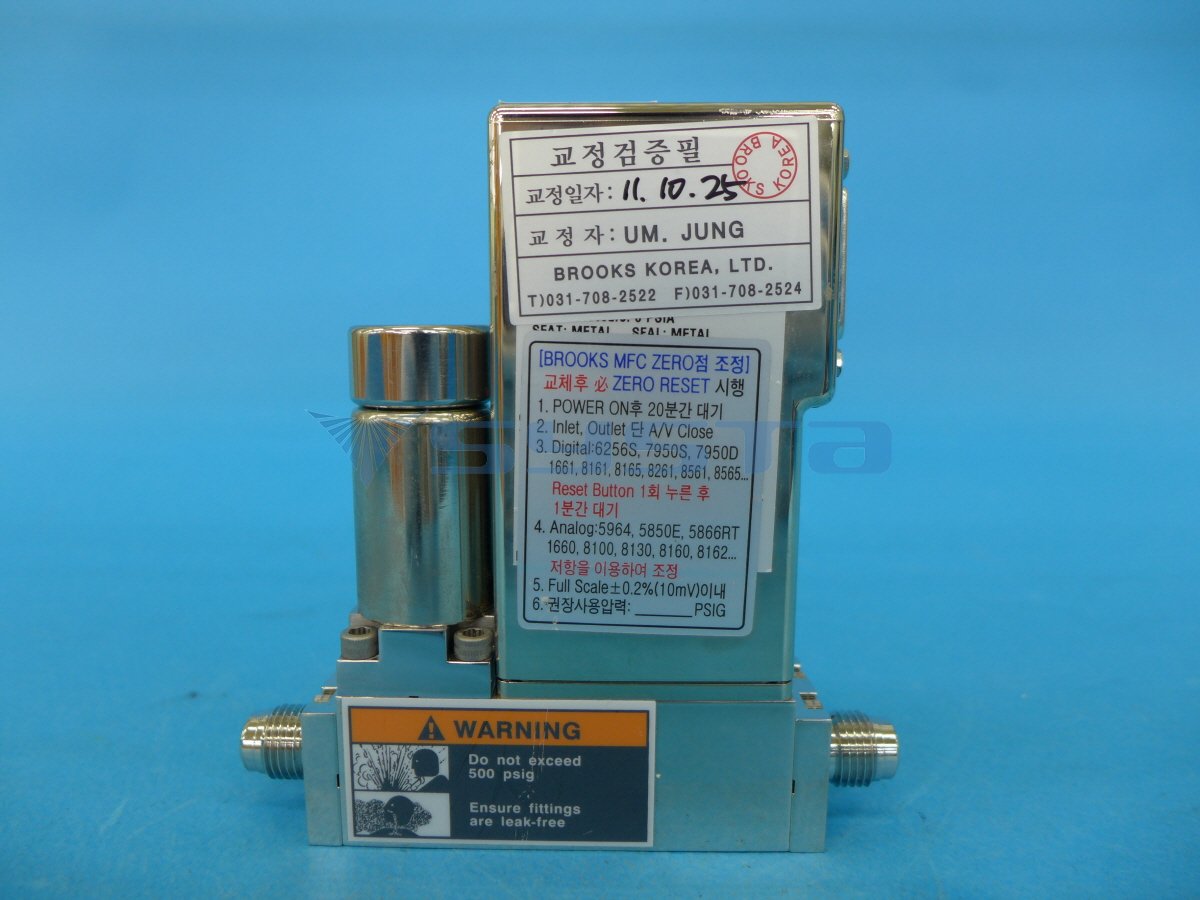 교정검증필
BROOKS KOREA
교정일자: 11. 10. 25
교 정 자: UM. JUNG
BROOKS KOREA, LTD.
T)031-708-2522 F)031-708-2524
PSIA
SEAT: METAL SEAL: METAL
[BROOKS MFC ZERO점 조정]
교체후 必 ZERO RESET 시행
1. POWER ON후 20분간 대기
2. Inlet, Outlet 단 A/V Close
3. Digital:6256S, 7950S, 7950D
1661, 8161, 8165, 8261, 8561, 8565...
Reset Button 1회 누른 후
1분간 대기
4. Analog:5964, 5850E, 5866RT
1660, 8100, 8130, 8160, 8162...
저항을 이용하여 조정
5. Full Scale±0.2%(10mV)이내
6. 권장사용압력: ______PSIG
WARNING
Do not exceed
500 psig
Ensure fittings
are leak-free